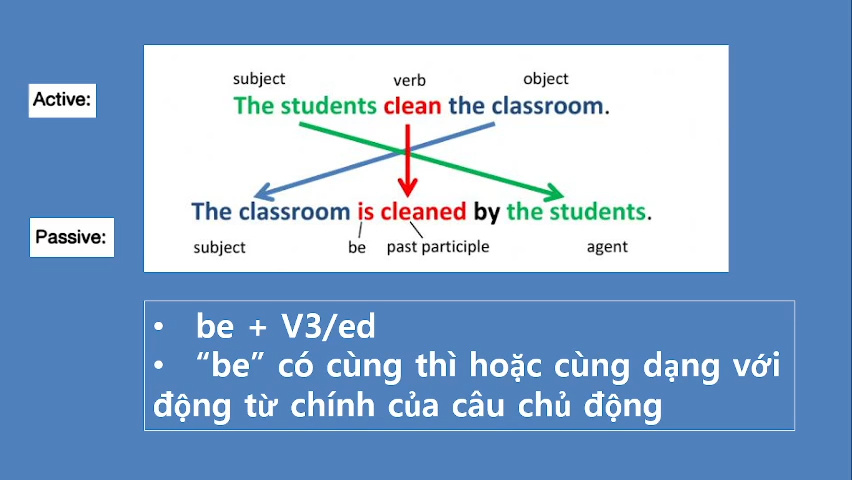 subject verb object
Active: The students clean the classroom.
The classroom is cleaned by the students.
Passive:
subject be past participle agent
• be + V3/ed
• “be” có cùng thì hoặc cùng dạng với
động từ chính của câu chủ động